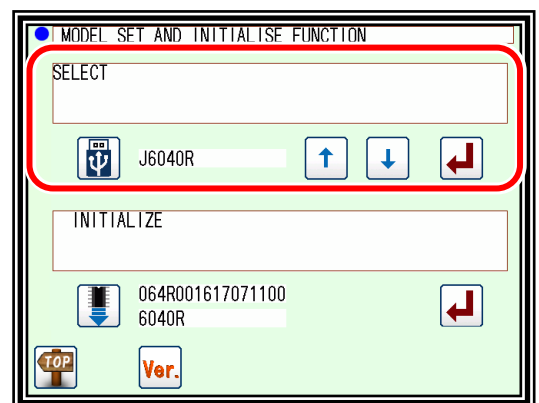 MODEL SET AND INITIALISE FUNCTION
SELECT
J6040R
INITIALIZE
064R001617071100
6040R
TOP
Ver.